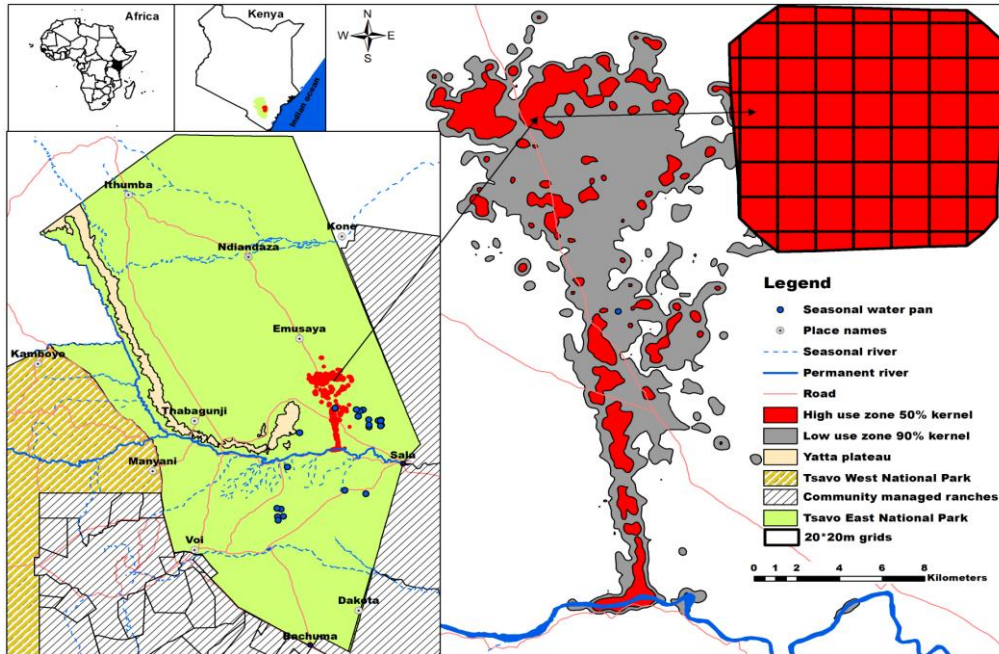 Africa
Kenya
Indian ocean
N
W E
S
Ithumba
Kone
Ndiandaza
Emusaya
Kamboyo
Thabagunji
Manyani
Sala
Voi
Dakota
Bachuma
Legend
Seasonal water pan
Place names
Seasonal river
Permanent river
Road
High use zone 50% kernel
Low use zone 90% kernel
Yatta plateau
Tsavo West National Park
Community managed ranches
Tsavo East National Park
20*20m grids
0 1 2 4 6 8
Kilometers